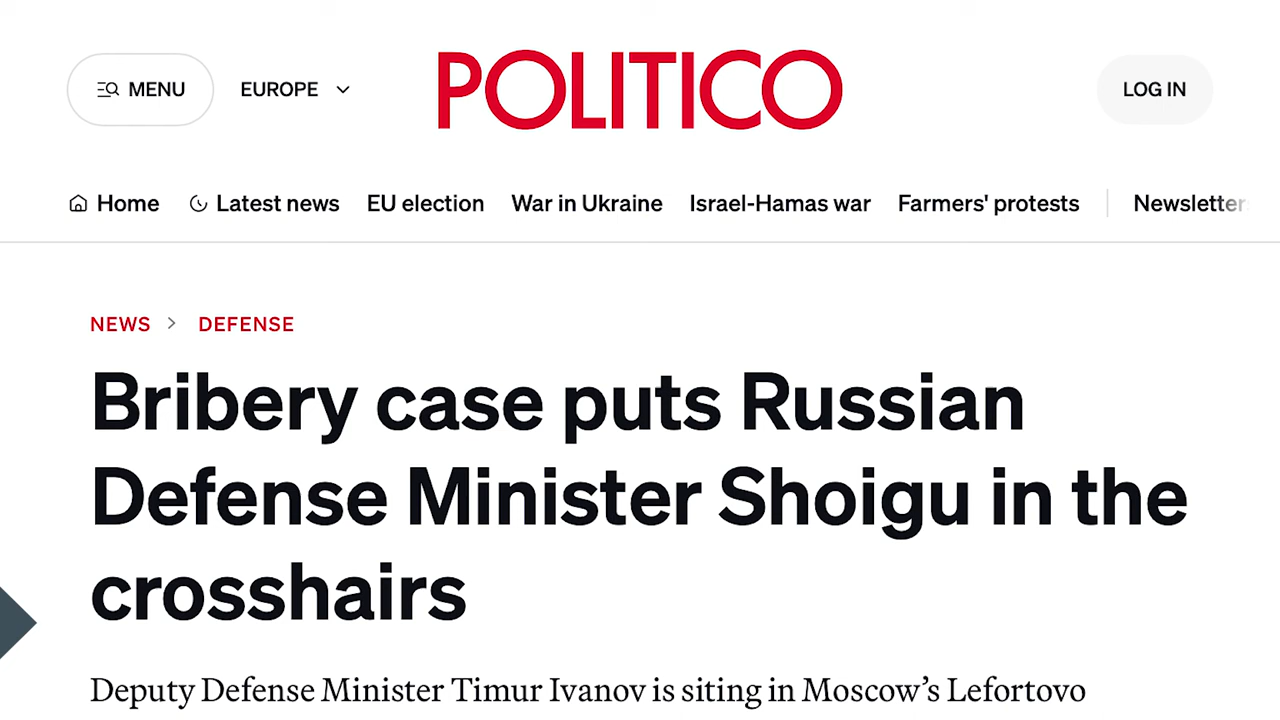 MENU EUROPE POLITICO LOG IN
Home Latest news EU election War in Ukraine Israel-Hamas war Farmers' protests Newsletter
NEWS > DEFENSE
Bribery case puts Russian
Defense Minister Shoigu in the
crosshairs
Deputy Defense Minister Timur Ivanov is siting in Moscow’s Lefortovo